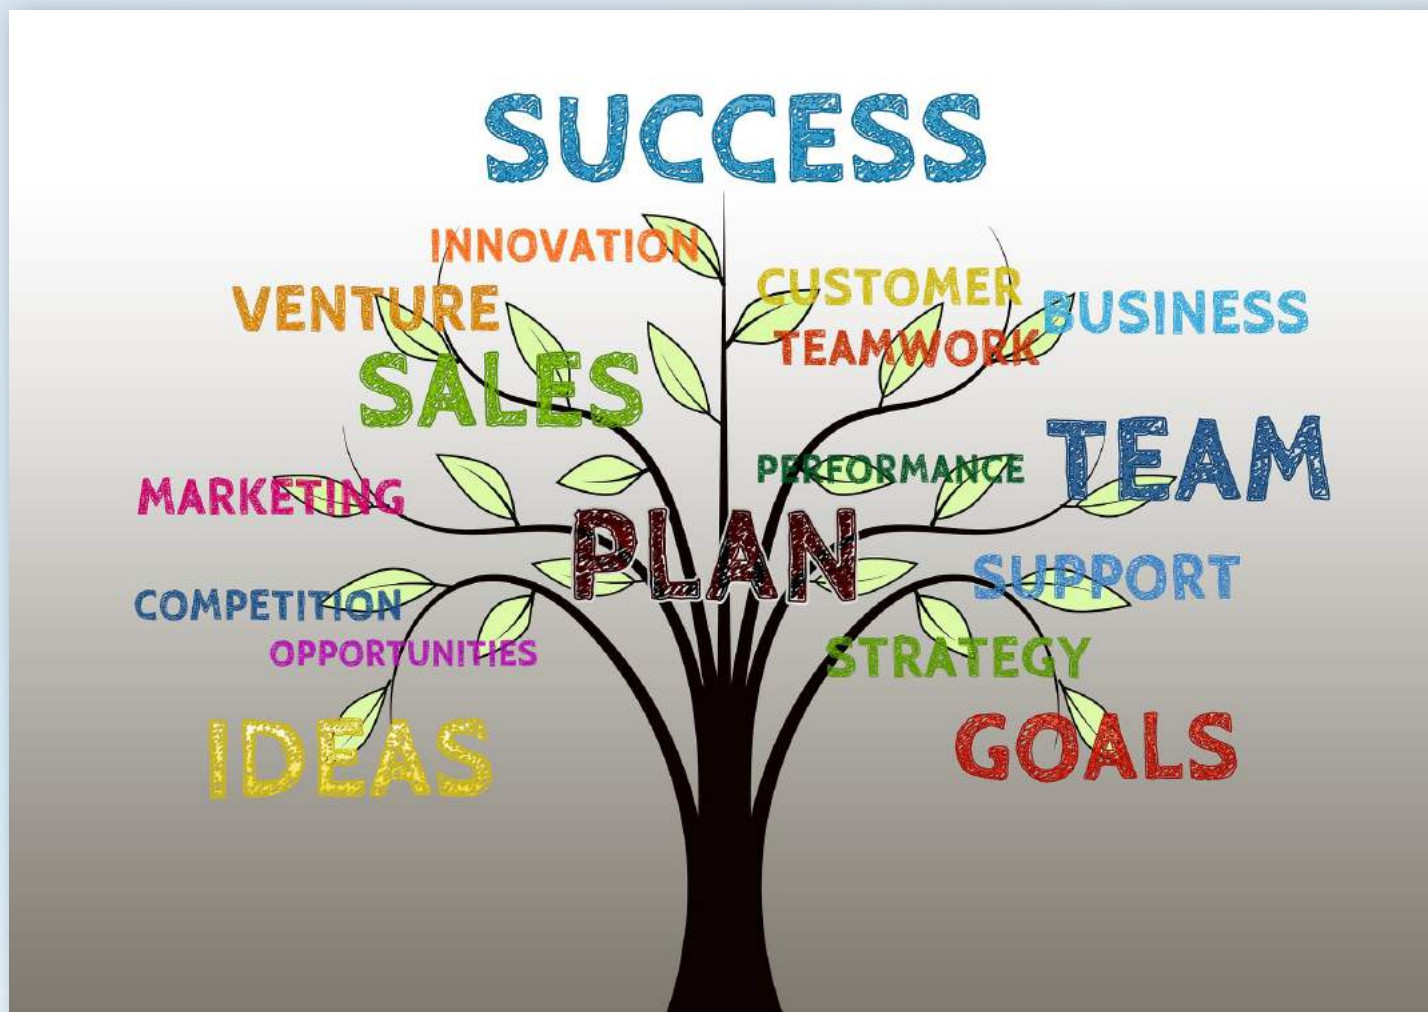 SUCCESS
INNOVATION
CUSTOMER
VENTURE
BUSINESS
TEAMWORK
SALES
TEAM
PERFORMANCE
MARKETING
PLAN
SUPPORT
COMPETITION
OPPORTUNITIES
STRATEGY
IDEAS
GOALS